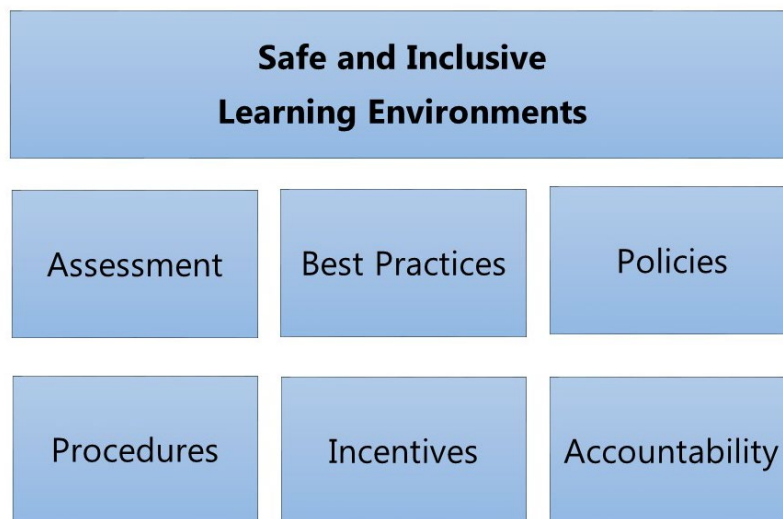 Safe and Inclusive
Learning Environments
Assessment
Best Practices
Policies
Procedures
Incentives
Accountability